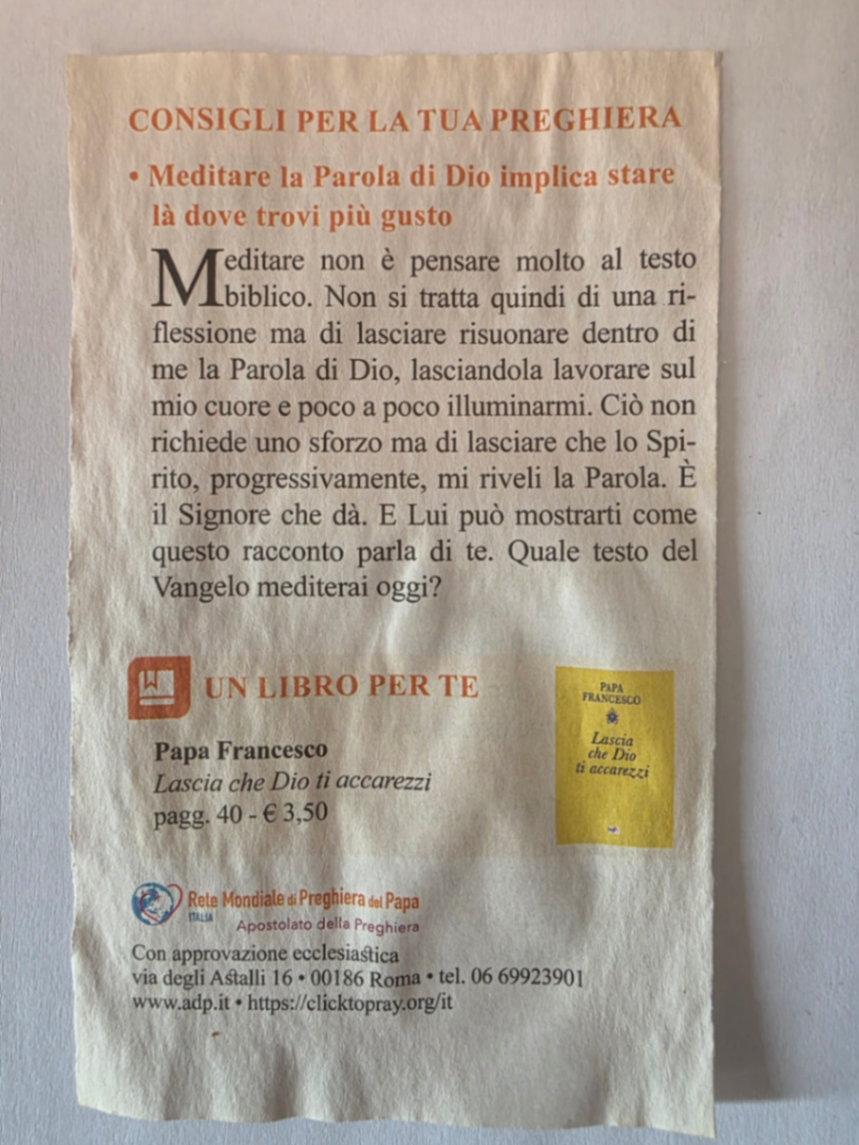 CONSIGLI PER LA TUA PREGHIERA
• Meditare la Parola di Dio implica stare
là dove trovi più gusto
Meditare non è pensare molto al testo
biblico. Non si tratta quindi di una ri-
flessione ma di lasciare risuonare dentro di
me la Parola di Dio, lasciandola lavorare sul
mio cuore e poco a poco illuminarmi. Ciò non
richiede uno sforzo ma di lasciare che lo Spi-
rito, progressivamente, mi riveli la Parola. È
il Signore che dà. E Lui può mostrarti come
questo racconto parla di te. Quale testo del
Vangelo mediterai oggi?
UN LIBRO PER TE
Papa Francesco
Lascia che Dio ti accarezzi
pagg. 40 - € 3,50
PAPA
FRANCESCO
Lascia
che Dio
ti accarezzi
Rete Mondiale di Preghiera del Papa
ITALIA
Apostolato della Preghiera
Con approvazione ecclesiastica
via degli Astalli 16 • 00186 Roma • tel. 06 69923901
www.adp.it • https://clicktopray.org/it